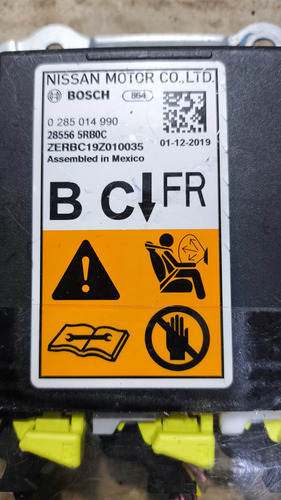 NISSAN MOTOR CO.,LTD.
BOSCH 864
0 285 014 990
28556 5RB0C
ZERBC19Z010035 01-12-2019
Assembled in Mexico
B C↓FR